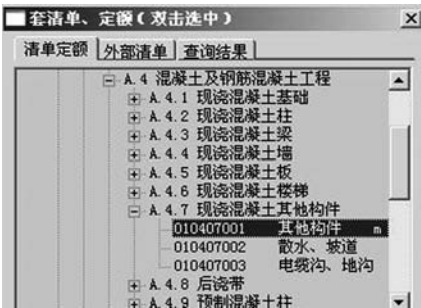 套清单、定额(双击选中)
清单定额 外部清单 查询结果
A.4 混凝土及钢筋混凝土工程
A.4.1 现浇混凝土基础
A.4.2 现浇混凝土柱
A.4.3 现浇混凝土梁
A.4.4 现浇混凝土墙
A.4.5 现浇混凝土板
A.4.6 现浇混凝土楼梯
A.4.7 现浇混凝土其他构件
010407001 其他构件 m
010407002 散水、坡道
010407003 电缆沟、地沟
A.4.8 后浇带
A.4.9 预制混凝土柱